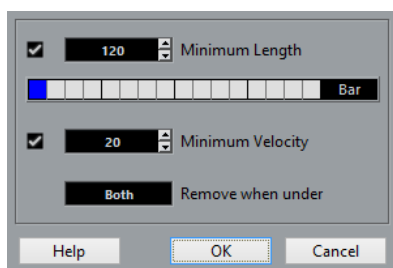 120 Minimum Length
Bar
20 Minimum Velocity
Both Remove when under
Help OK Cancel